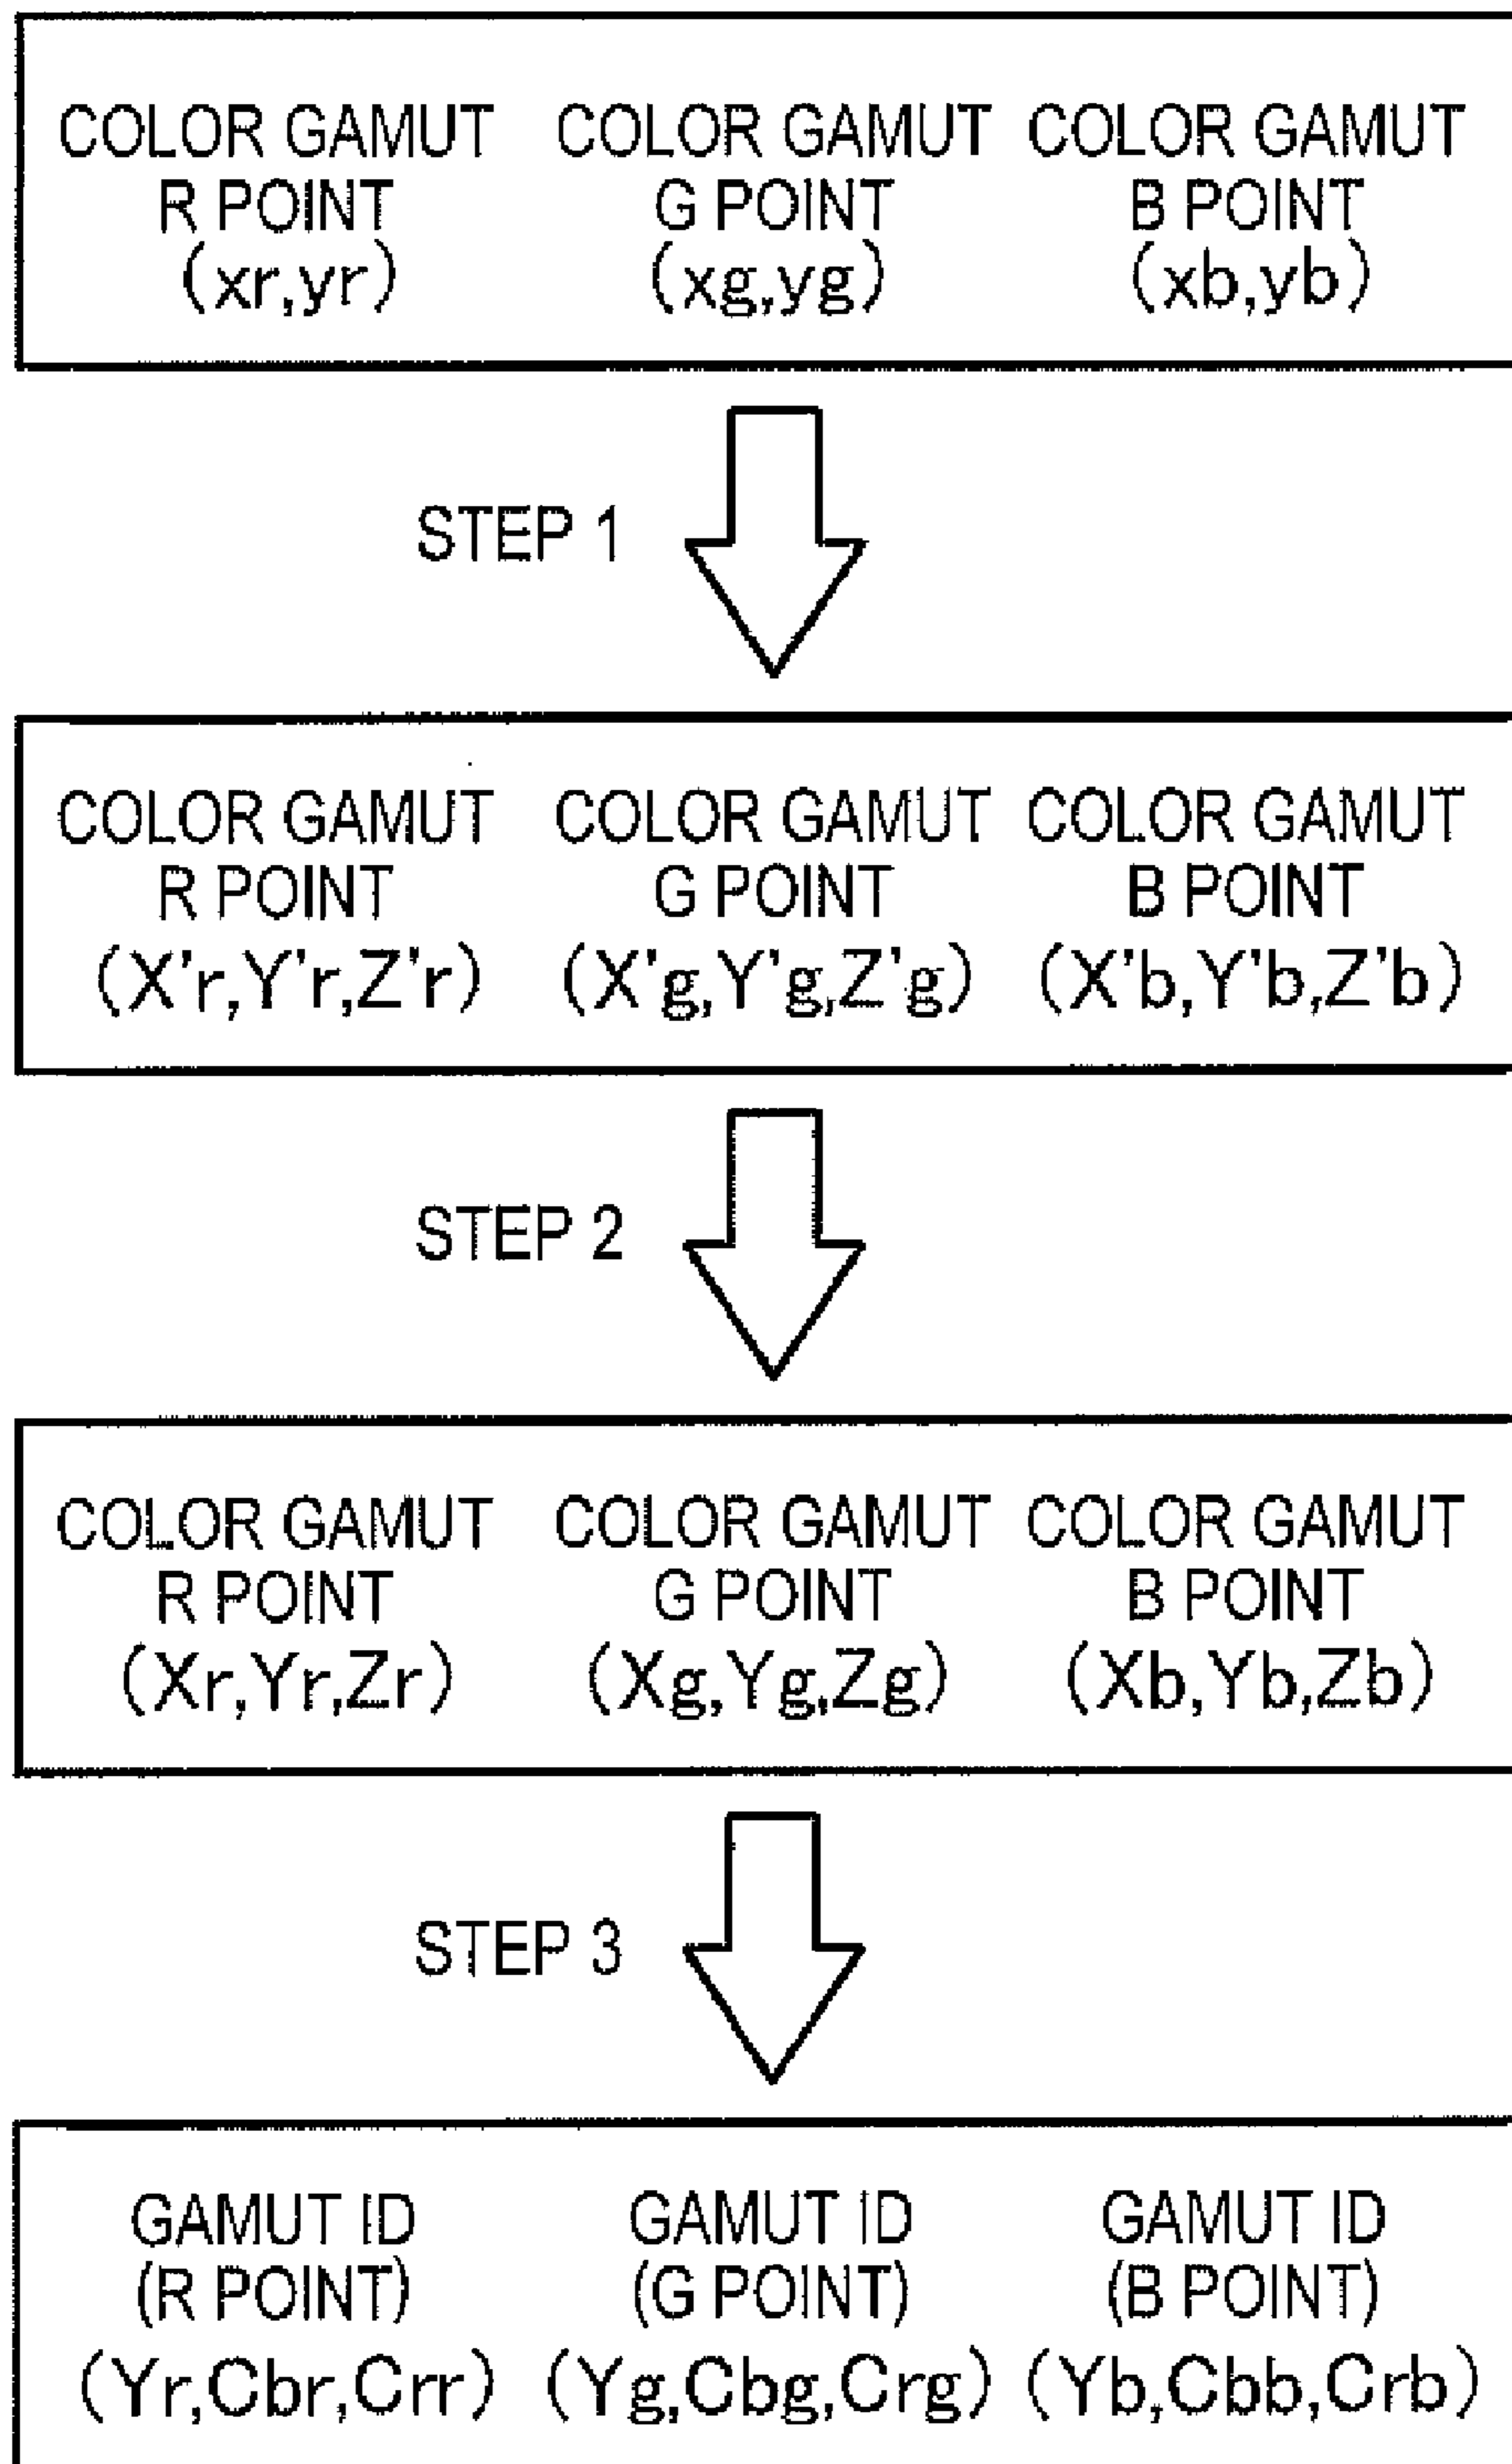 COLOR GAMUT COLOR GAMUT COLOR GAMUT
R POINT G POINT B POINT
(xr,yr) (xg,yg) (xb,yb)
STEP 1
COLOR GAMUT COLOR GAMUT COLOR GAMUT
R POINT G POINT B POINT
(X'r,Y'r,Z'r) (X'g,Y'g,Z'g) (X'b,Y'b,Z'b)
STEP 2
COLOR GAMUT COLOR GAMUT COLOR GAMUT
R POINT G POINT B POINT
(Xr,Yr,Zr) (Xg,Yg,Zg) (Xb,Yb,Zb)
STEP 3
GAMUT ID GAMUT ID GAMUT ID
(R POINT) (G POINT) (B POINT)
(Yr,Cbr,Crr) (Yg,Cbg,Crg) (Yb,Cbb,Crb)